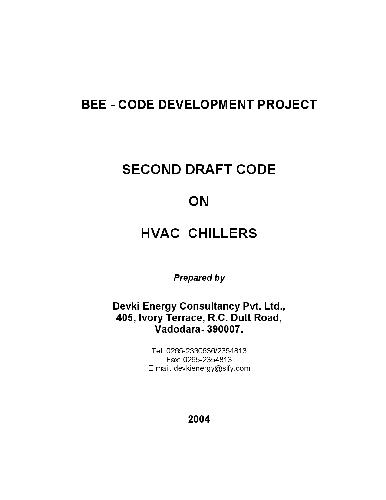 BEE - CODE DEVELOPMENT PROJECT
SECOND DRAFT CODE
ON
HVAC CHILLERS
Prepared by
Devki Energy Consultancy Pvt. Ltd.,
405, Ivory Terrace, R.C. Dutt Road,
Vadodara- 390007.
Tel: 0265-2330636/2354813
Fax: 0265-2354813
E mail: devkienergy@sify.com
2004